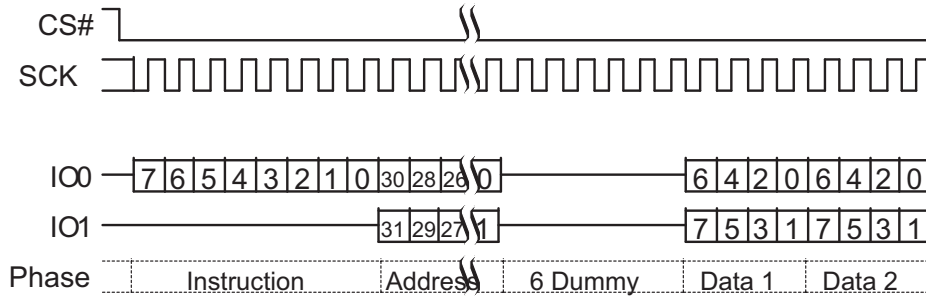 CS#
SCK
IO0 7 6 5 4 3 2 1 0 30 28 26 0 6 4 2 0 6 4 2 0
IO1 31 29 27 1 7 5 3 1 7 5 3 1
Phase Instruction Address 6 Dummy Data 1 Data 2